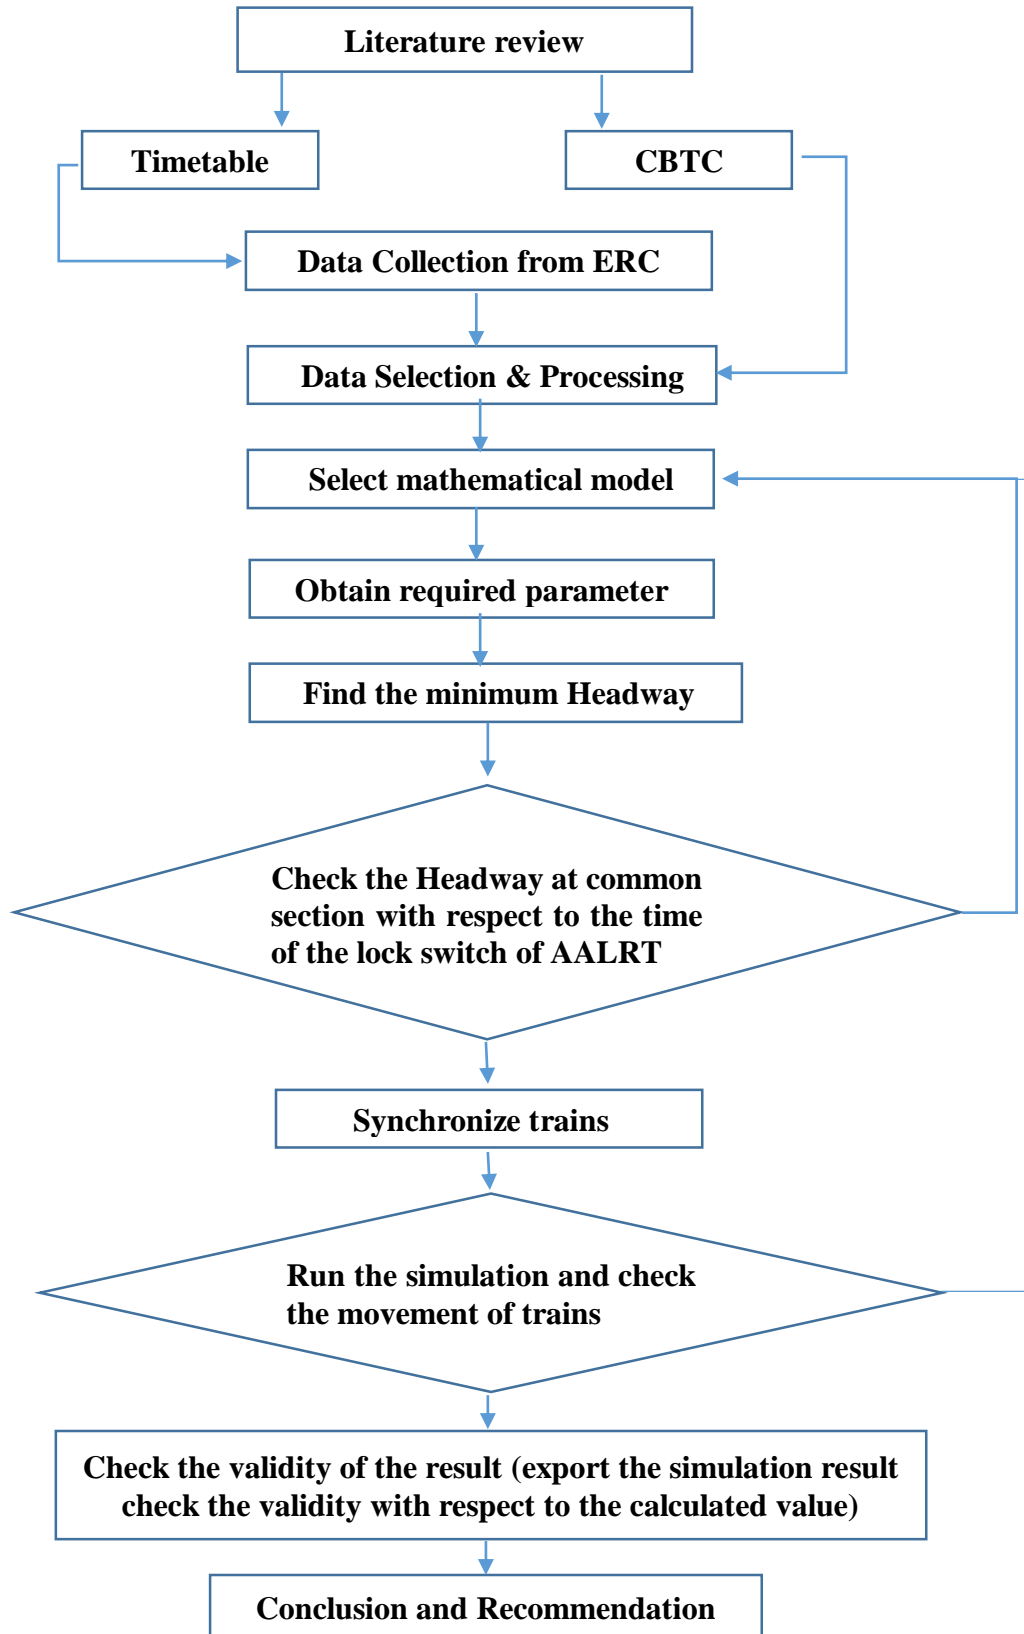 Literature review
Timetable
CBTC
Data Collection from ERC
Data Selection & Processing
Select mathematical model
Obtain required parameter
Find the minimum Headway
Check the Headway at common
section with respect to the time
of the lock switch of AALRT
Synchronize trains
Run the simulation and check
the movement of trains
Check the validity of the result (export the simulation result
check the validity with respect to the calculated value)
Conclusion and Recommendation